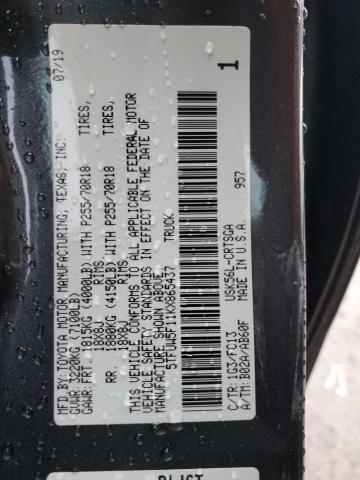 MFD.BY:TOYOTA MOTOR MANUFACTURING, TEXAS, INC. 07/19
GVWR 3220KG (7100LB)
GAWR: FRT. 1815KG (4000LB) WITH P255/70R18 TIRES,
18X8J RIMS
RR. 1880KG (4150LB) WITH P255/70R18 TIRES,
18X8J RIMS
THIS VEHICLE CONFORMS TO ALL APPLICABLE FEDERAL MOTOR
VEHICLE SAFETY STANDARDS IN EFFECT ON THE DATE OF
MANUFACTURE SHOWN ABOVE.
5TFUW5F11KX865437 TRUCK
USK56L-CRTSGA 957
C/TR: 1G3/FC13 MADE IN U.S.A.
A/TM: B02A/AB60F
1